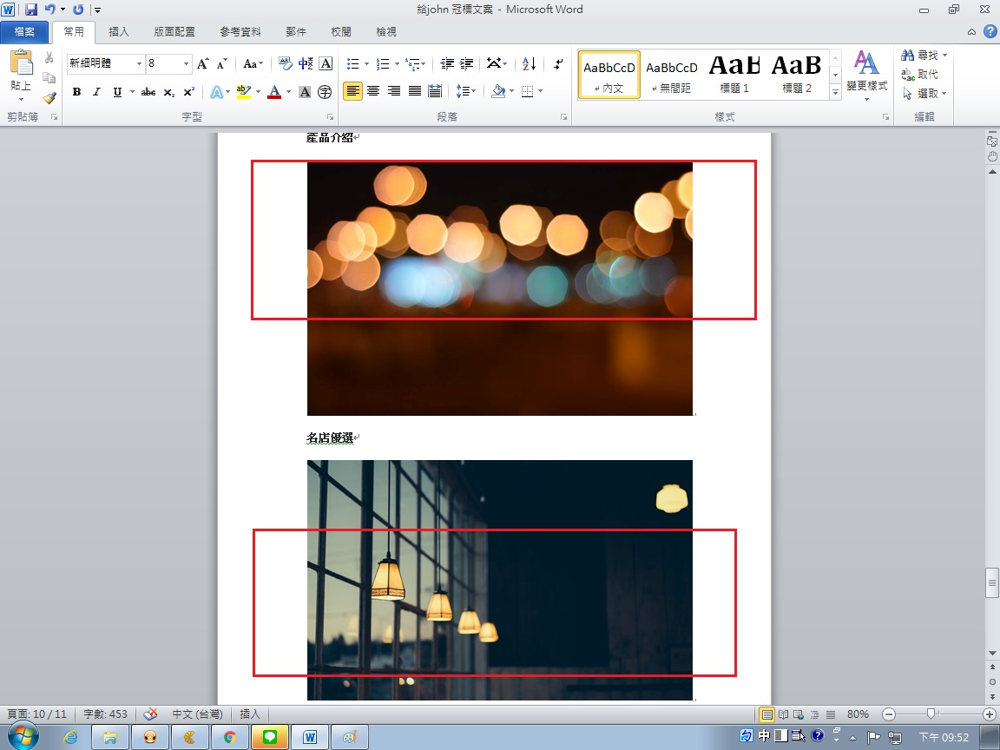 給john 冠標文案 - Microsoft Word
檔案 常用 插入 版面配置 參考資料 郵件 校閱 檢視
貼上
剪貼簿
新細明體 8
字型
段落
AaBbCcD AaBbCcD AaB AaB
內文 無間距 標題 1 標題 2
變更樣式
樣式
尋找
取代
選取
編輯
產品介紹
名店優選
頁面: 10 / 11 字數: 453 中文 (台灣) 插入 80%
中 下午 09:52